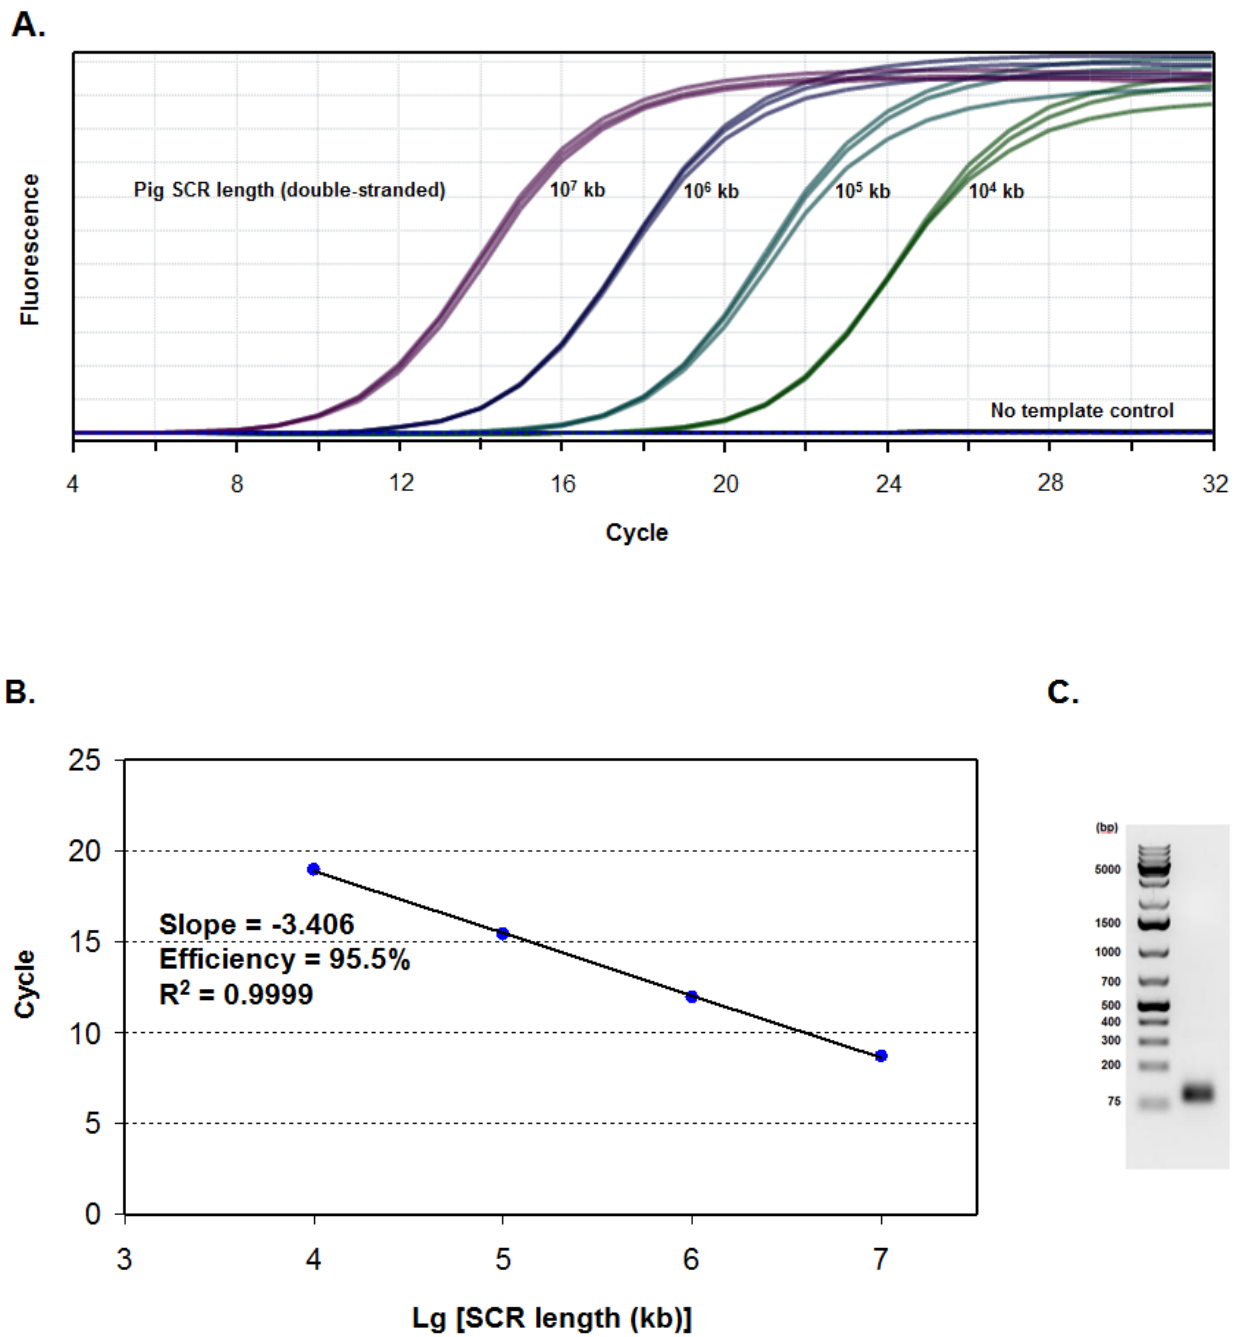 A.
Fluorescence
Pig SCR length (double-stranded)
10⁷ kb
10⁶ kb
10⁵ kb
10⁴ kb
No template control
4 8 12 16 20 24 28 32
Cycle
B.
Cycle
25
20
15
10
5
0
Slope = -3.406
Efficiency = 95.5%
R² = 0.9999
3 4 5 6 7
Lg [SCR length (kb)]
C.
(bp)
5000
1500
1000
700
500
400
300
200
75